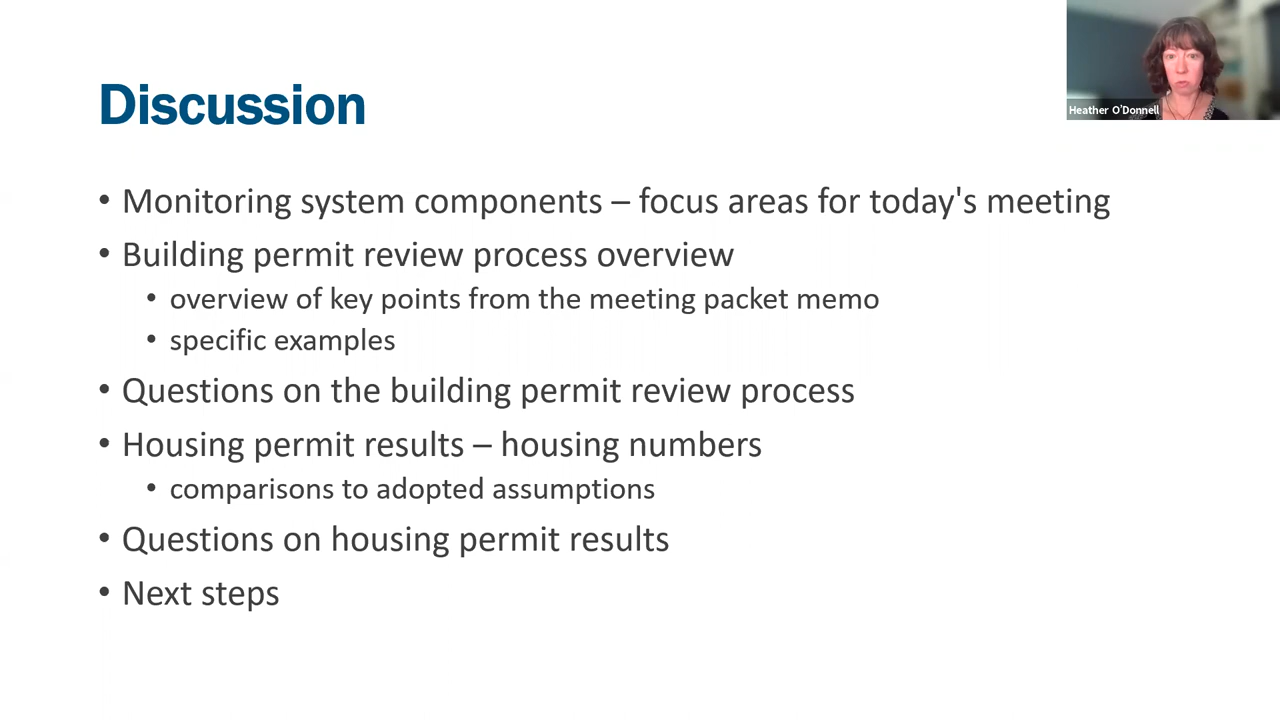 Discussion
Heather O'Donnell
• Monitoring system components – focus areas for today's meeting
• Building permit review process overview
• overview of key points from the meeting packet memo
• specific examples
• Questions on the building permit review process
• Housing permit results – housing numbers
• comparisons to adopted assumptions
• Questions on housing permit results
• Next steps